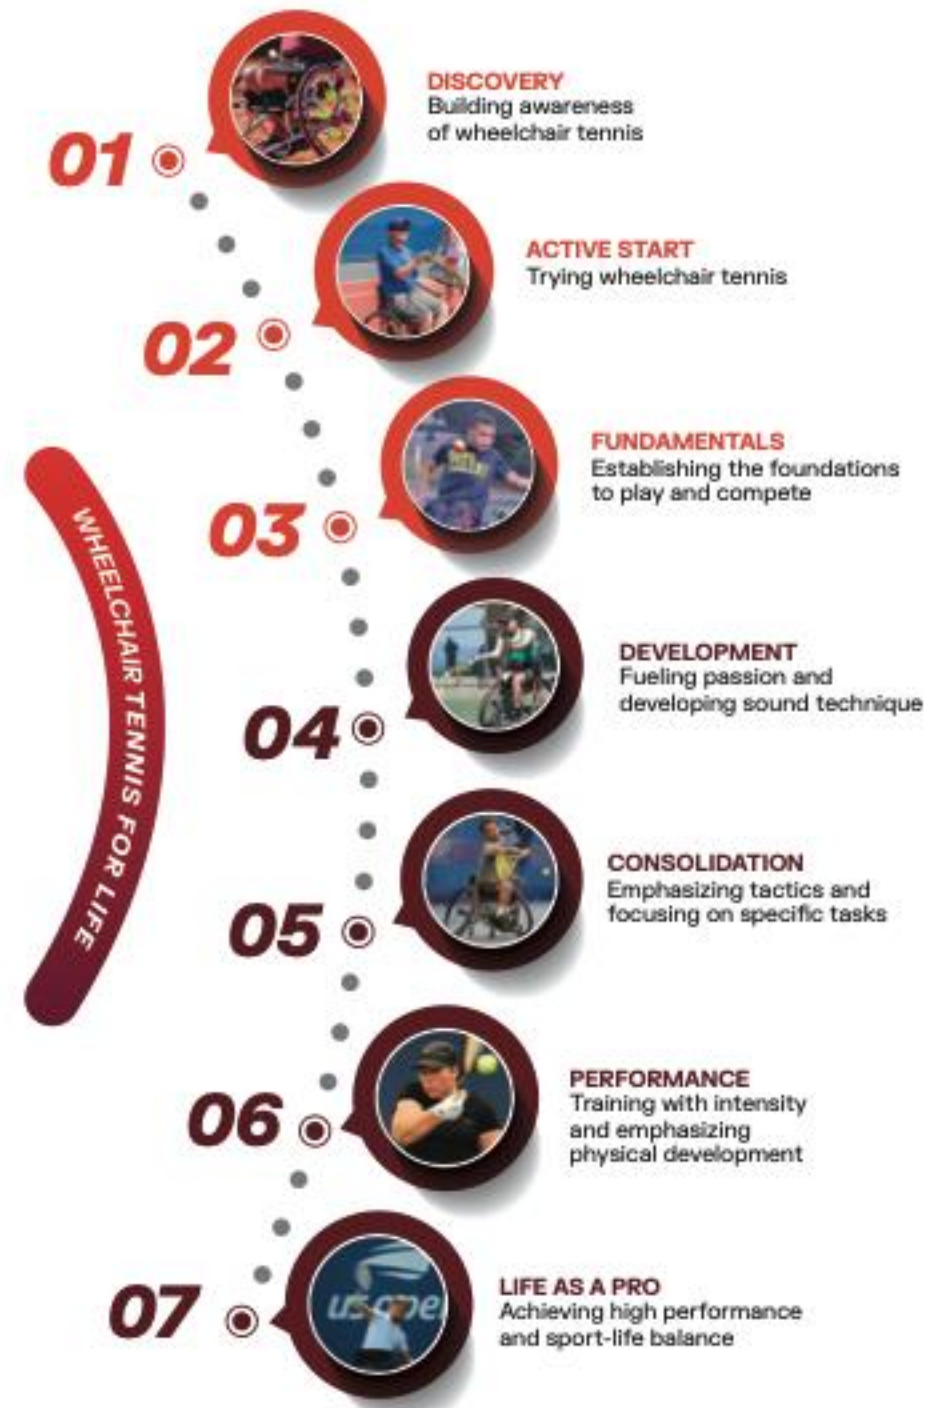 01
DISCOVERY
Building awareness
of wheelchair tennis
02
ACTIVE START
Trying wheelchair tennis
03
FUNDAMENTALS
Establishing the foundations
to play and compete
WHEELCHAIR TENNIS FOR LIFE
04
DEVELOPMENT
Fueling passion and
developing sound technique
05
CONSOLIDATION
Emphasizing tactics and
focusing on specific tasks
06
PERFORMANCE
Training with intensity
and emphasizing
physical development
07
us ope
LIFE AS A PRO
Achieving high performance
and sport-life balance